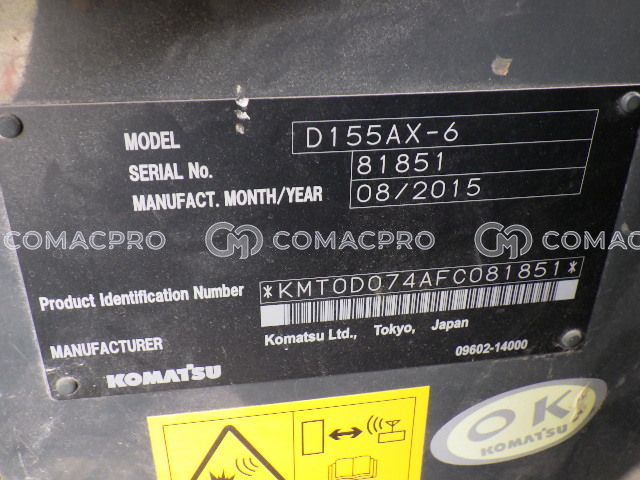 MODEL D155AX-6
SERIAL No. 81851
MANUFACT. MONTH/YEAR 08/2015
COMACPRO COMACPRO COMACPRO
Product Identification Number *KMT0D074AFC081851*
MANUFACTURER Komatsu Ltd., Tokyo, Japan
KOMATSU 09602-14000
OK
KOMATSU